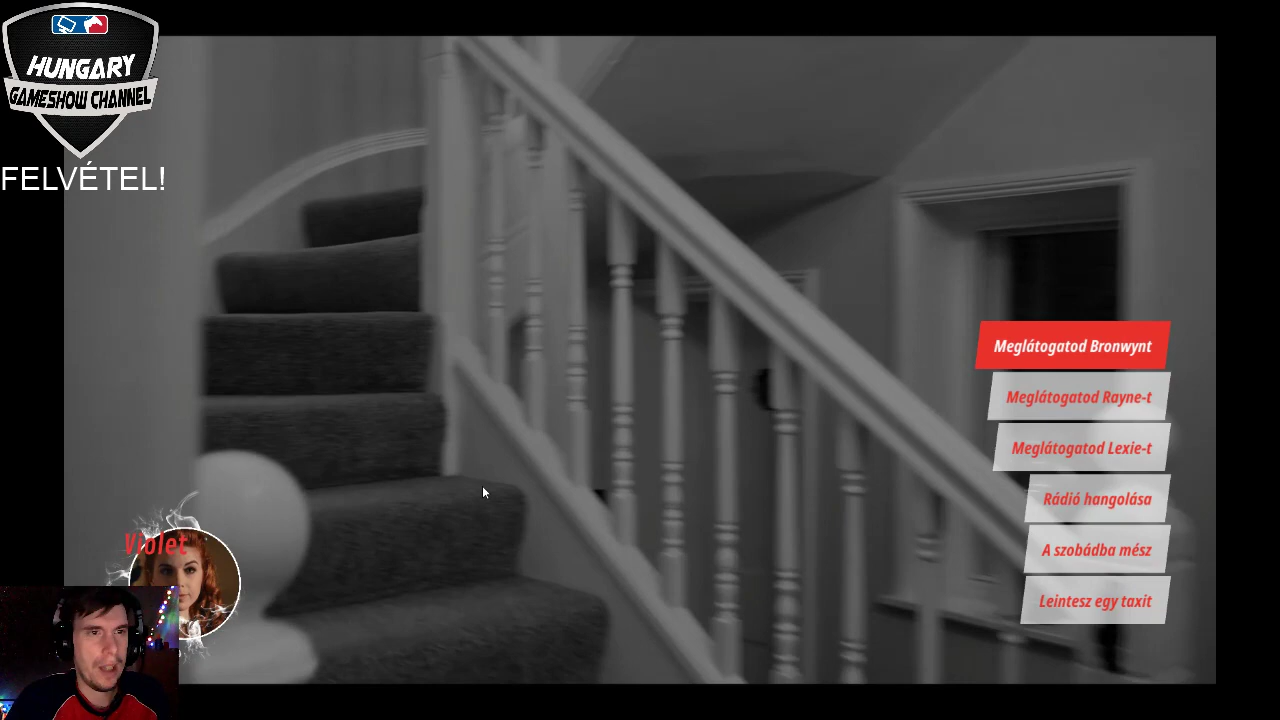 HUNGARY
GAMESHOW CHANNEL
FELVÉTEL!
Meglátogatod Bronwynt
Meglátogatod Rayne-t
Meglátogatod Lexie-t
Rádió hangolása
A szobádba mész
Leintesz egy taxit
Violet